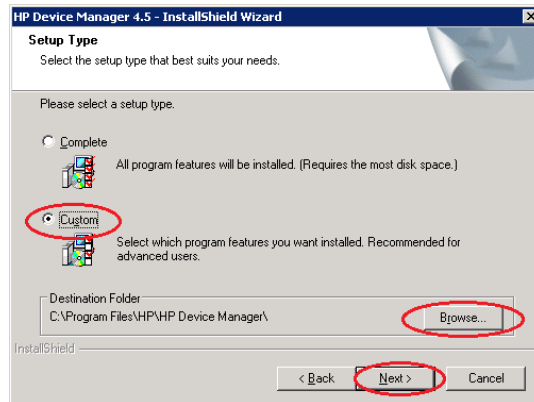 HP Device Manager 4.5 - InstallShield Wizard
Setup Type
Select the setup type that best suits your needs.
Please select a setup type.
Complete
All program features will be installed. (Requires the most disk space.)
Custom
Select which program features you want installed. Recommended for
advanced users.
Destination Folder
C:\Program Files\HP\HP Device Manager\
Browse...
InstallShield
< Back
Next >
Cancel